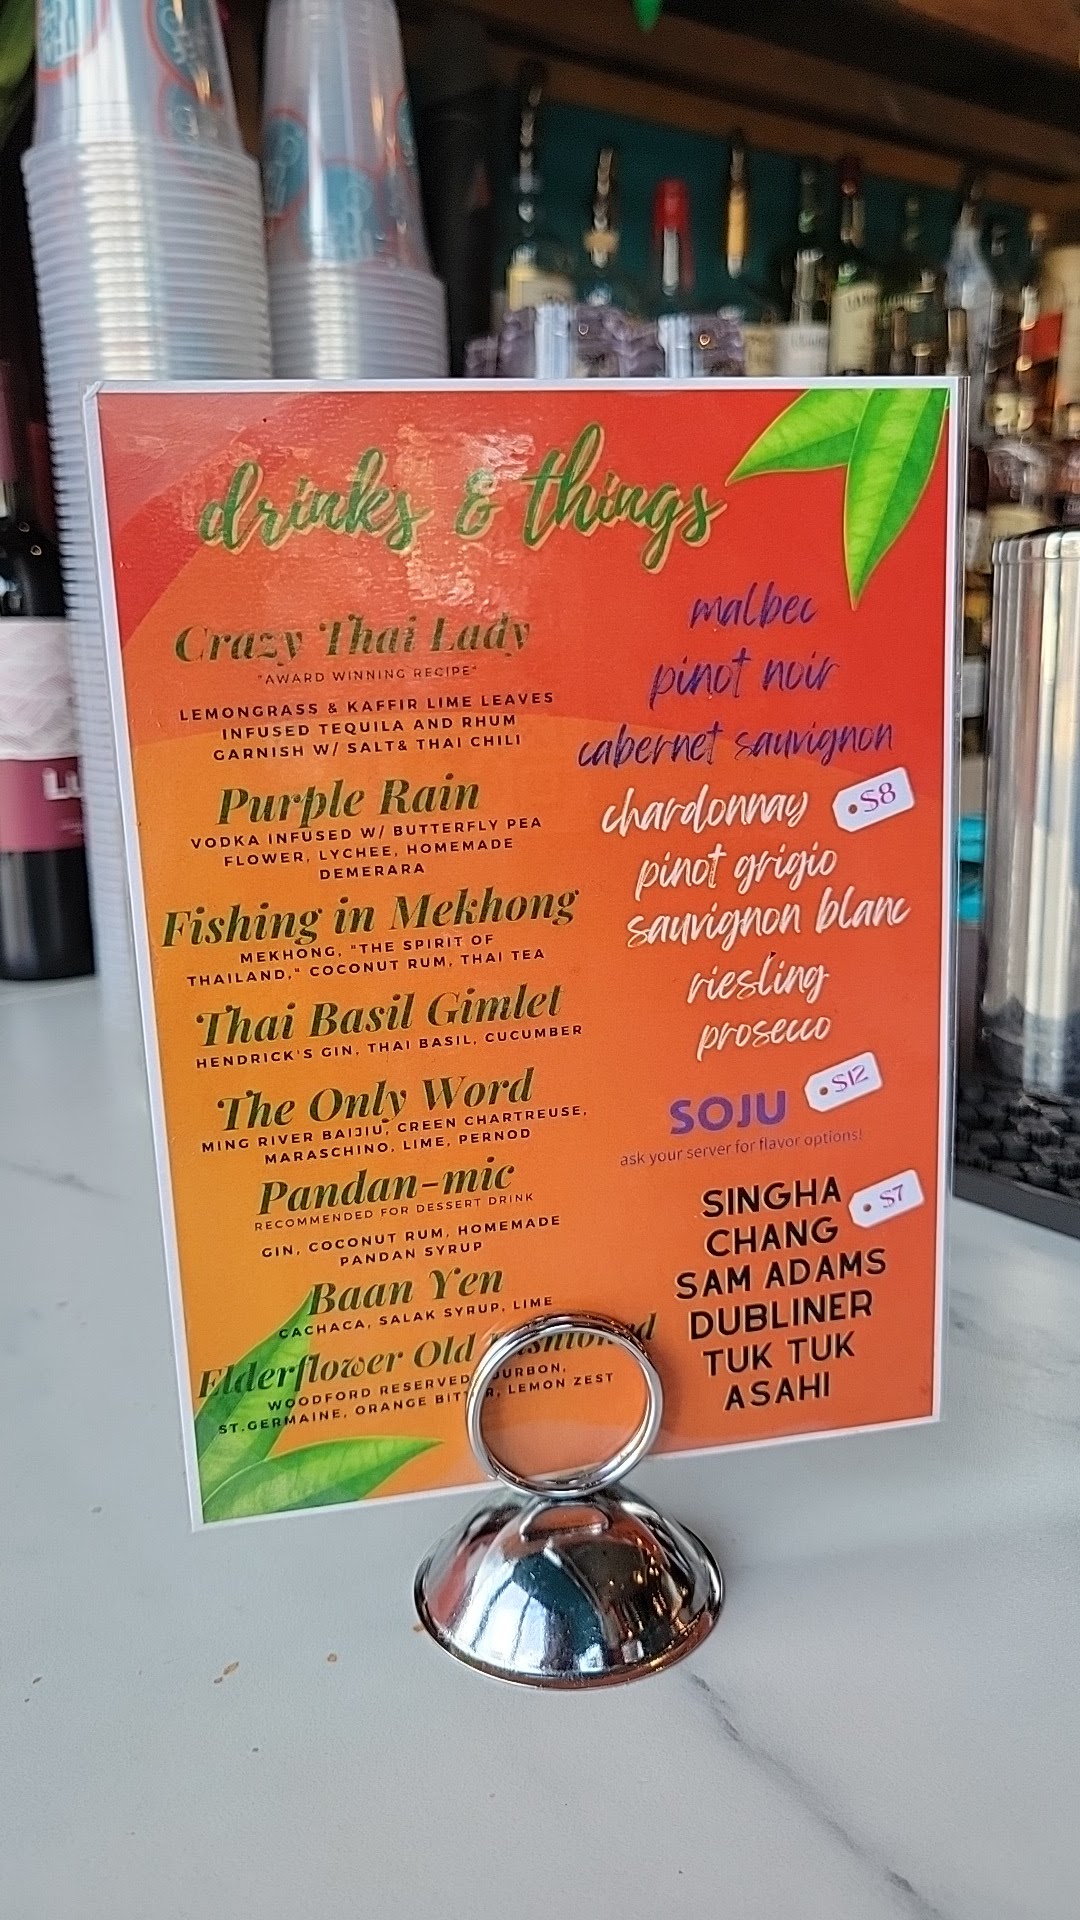 drinks & things
Crazy Thai Lady
"AWARD WINNING RECIPE"
LEMONGRASS & KAFFIR LIME LEAVES
INFUSED TEQUILA AND RHUM
GARNISH W/ SALT& THAI CHILI
Purple Rain
VODKA INFUSED W/ BUTTERFLY PEA
FLOWER, LYCHEE, HOMEMADE
DEMERARA
Fishing in Mekhong
MEKHONG, "THE SPIRIT OF
THAILAND," COCONUT RUM, THAI TEA
Thai Basil Gimlet
HENDRICK'S GIN, THAI BASIL, CUCUMBER
The Only Word
MING RIVER BAIJIU, CREEN CHARTREUSE,
MARASCHINO, LIME, PERNOD
Pandan-mic
RECOMMENDED FOR DESSERT DRINK
GIN, COCONUT RUM, HOMEMADE
PANDAN SYRUP
Baan Yen
CACHACA, SALAK SYRUP, LIME
Elderflower Old
WOODFORD RESERVED
ST.GERMAINE, ORANGE LEMON ZEST
malbec
pinot noir
cabernet sauvignon
chardonnay $8
pinot grigio
sauvignon blanc
riesling
prosecco
SOJU $12
ask your server for flavor options!
SINGHA $7
CHANG
SAM ADAMS
DUBLINER
TUK TUK
ASAHI